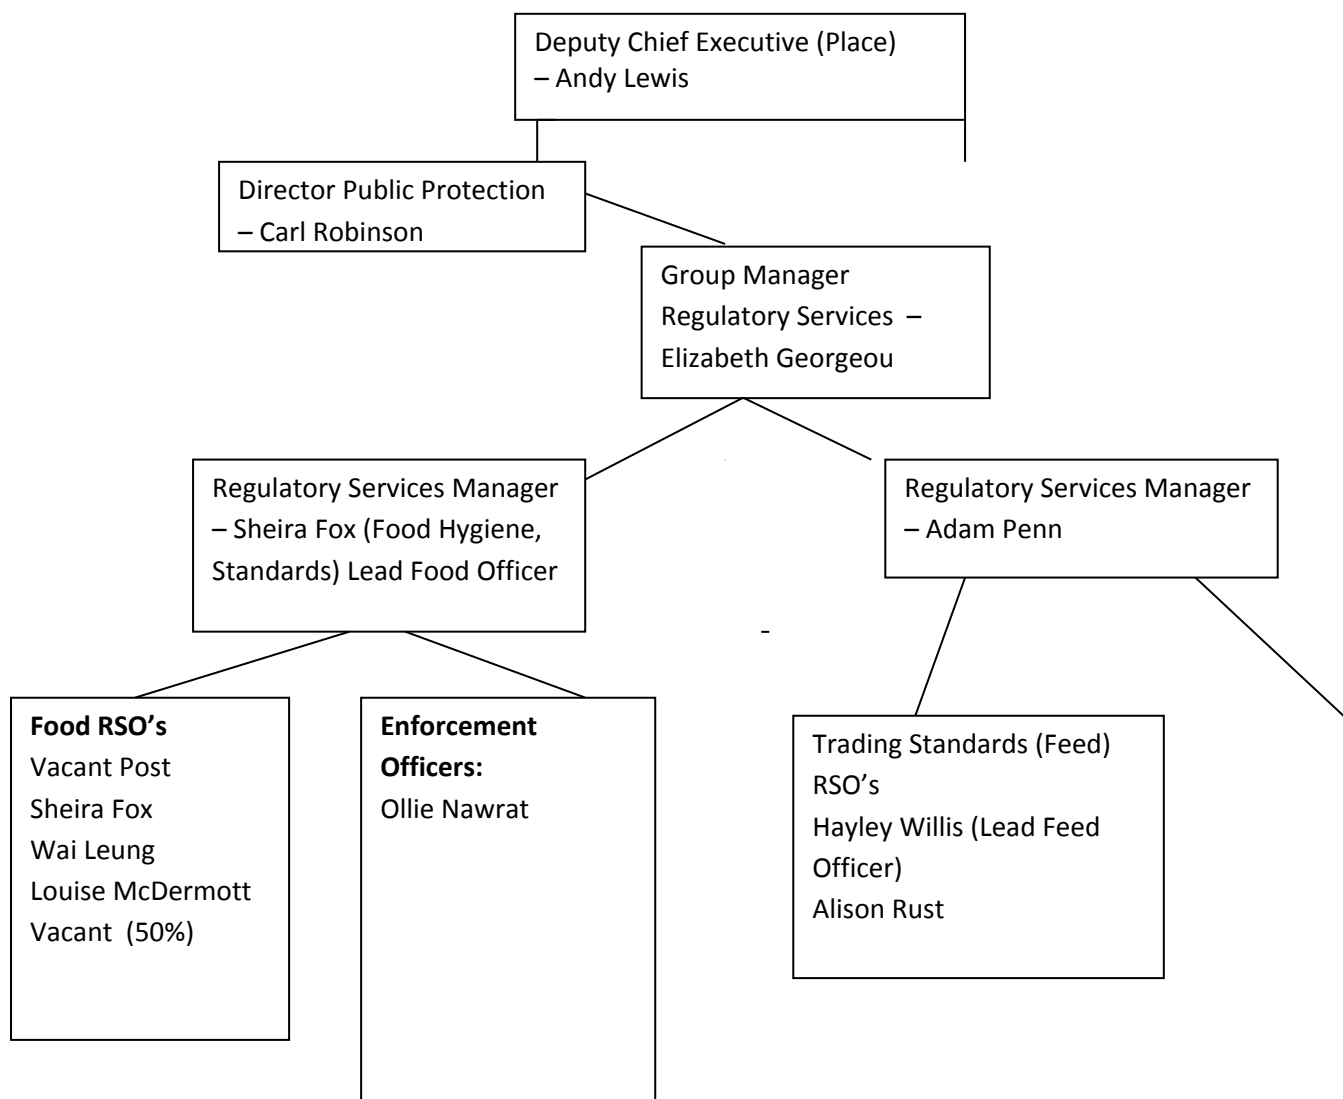 Deputy Chief Executive (Place)
– Andy Lewis
Director Public Protection
– Carl Robinson
Group Manager
Regulatory Services –
Elizabeth Georgeou
Regulatory Services Manager
– Sheira Fox (Food Hygiene,
Standards) Lead Food Officer
Regulatory Services Manager
– Adam Penn
Food RSO’s
Vacant Post
Sheira Fox
Wai Leung
Louise McDermott
Vacant (50%)
Enforcement
Officers:
Ollie Nawrat
Trading Standards (Feed)
RSO’s
Hayley Willis (Lead Feed
Officer)
Alison Rust